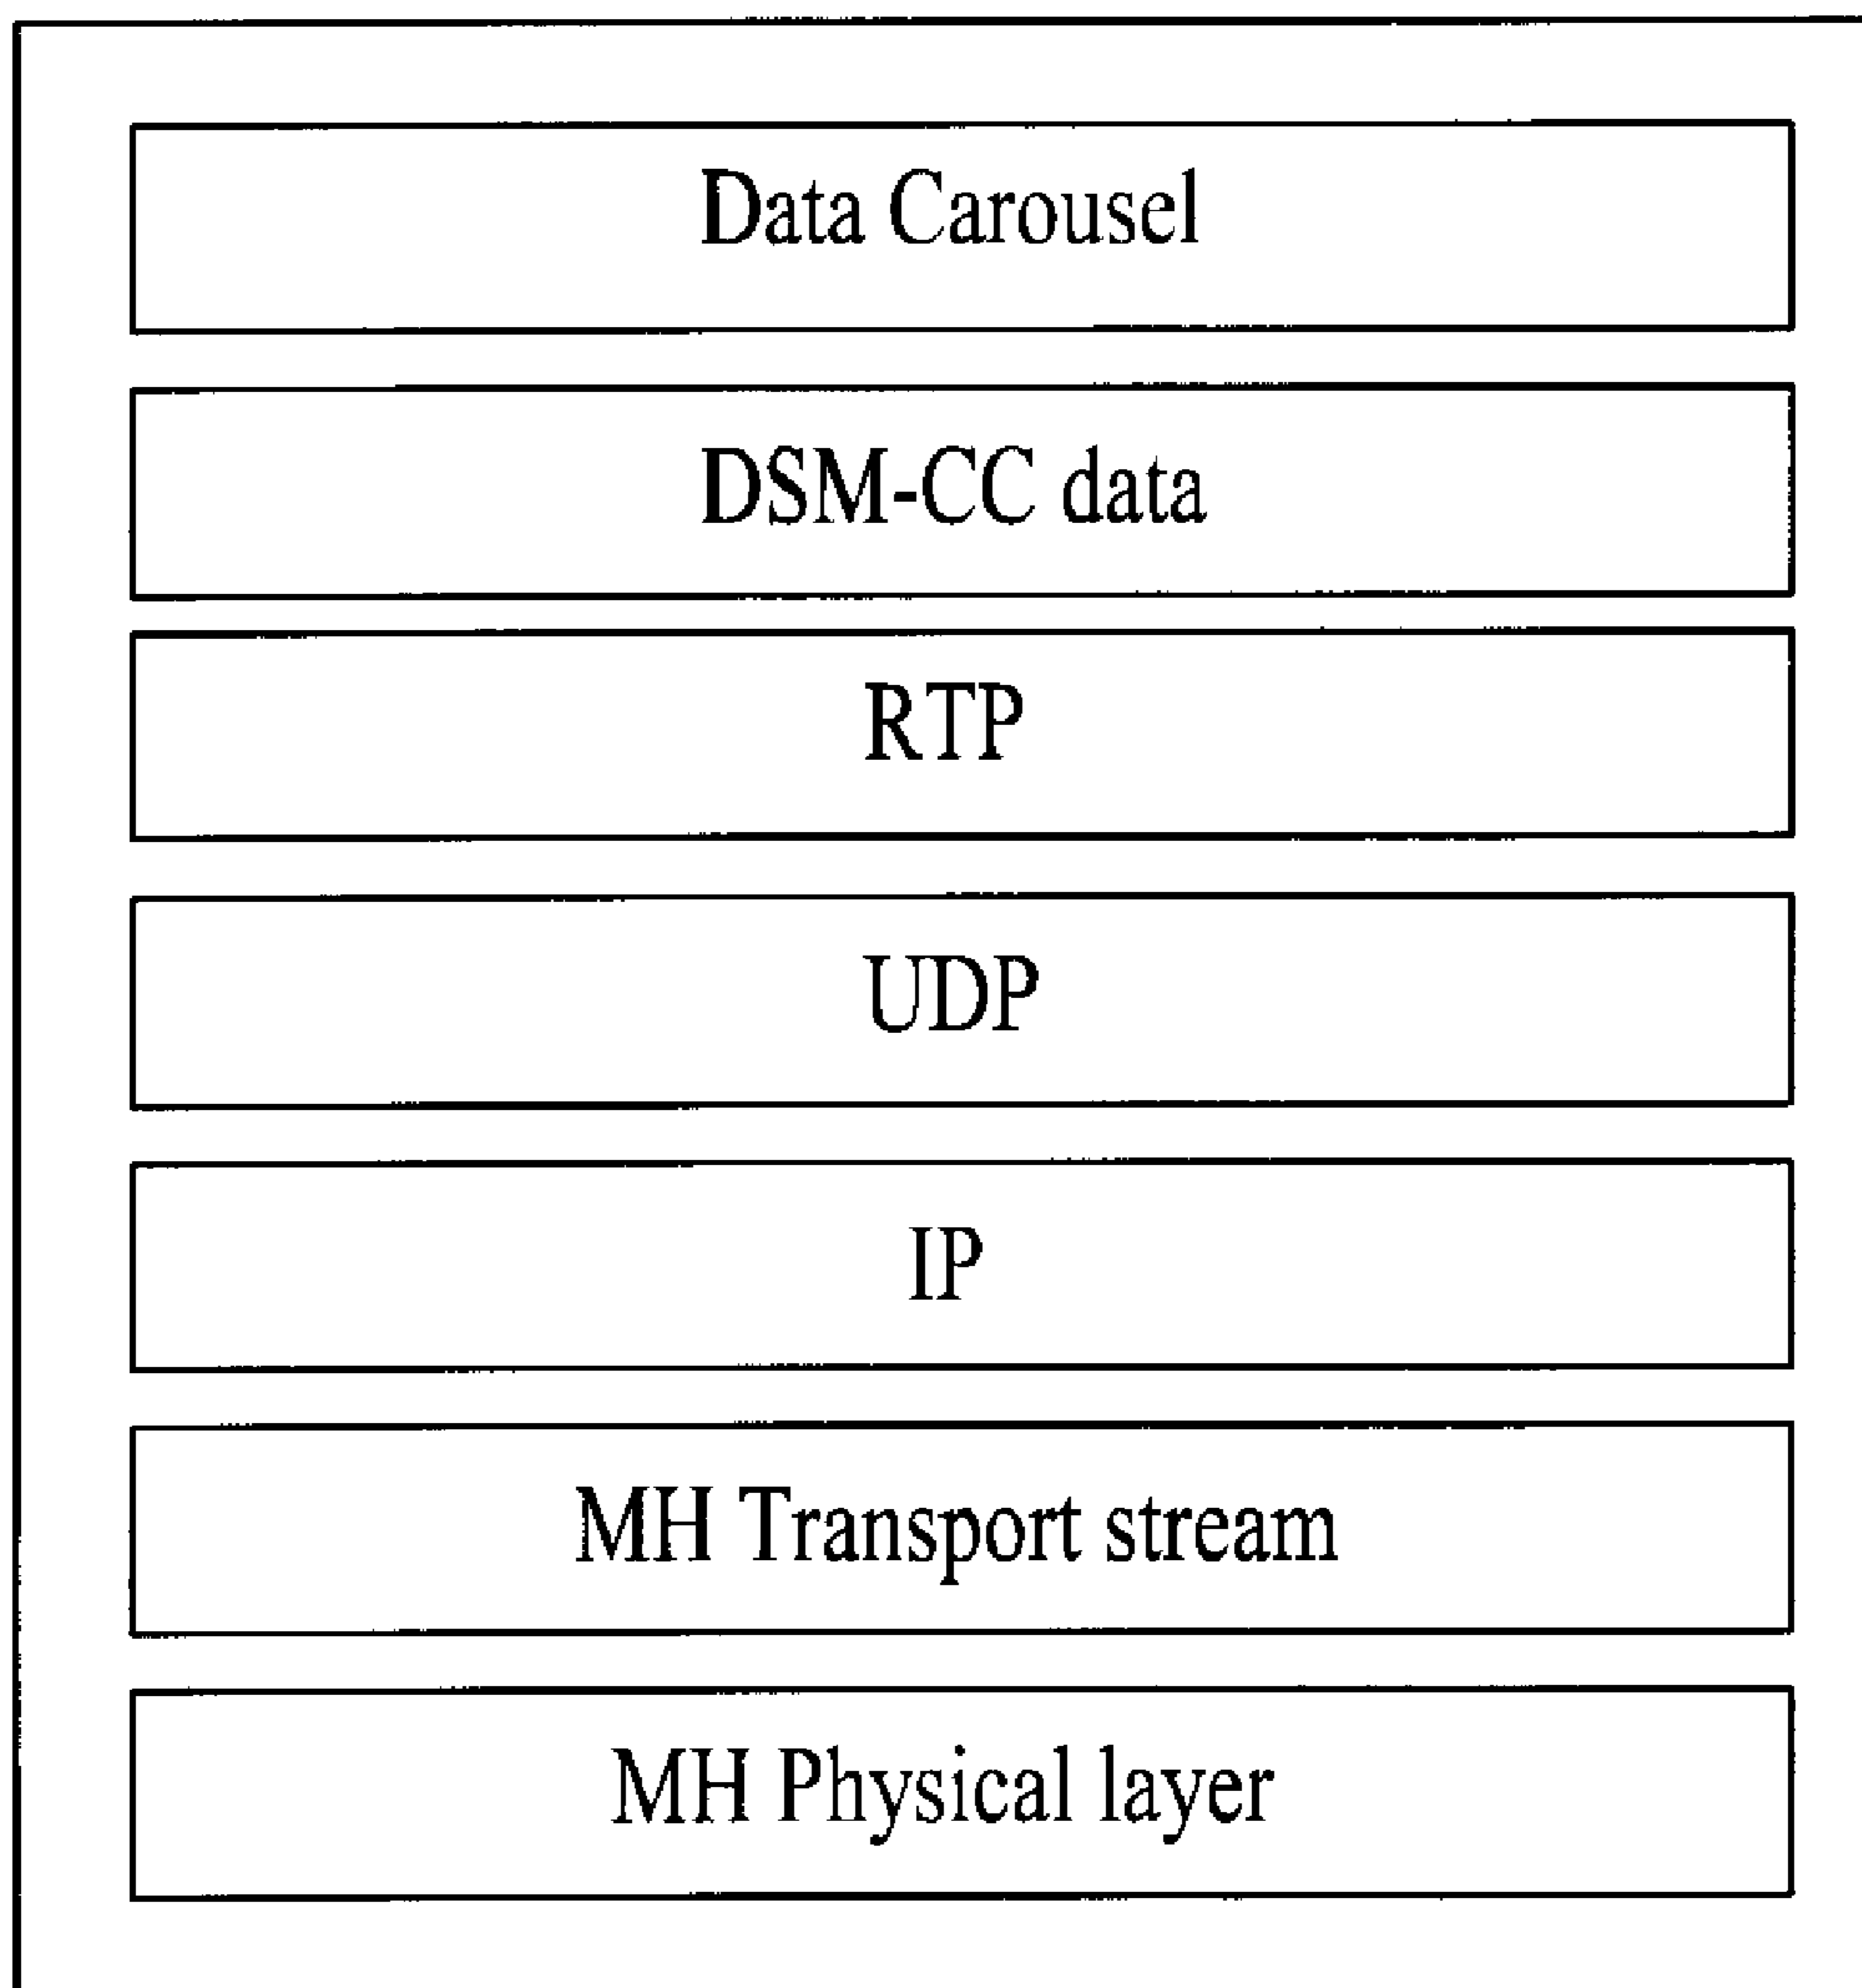 Data Carousel
DSM-CC data
RTP
UDP
IP
MH Transport stream
MH Physical layer